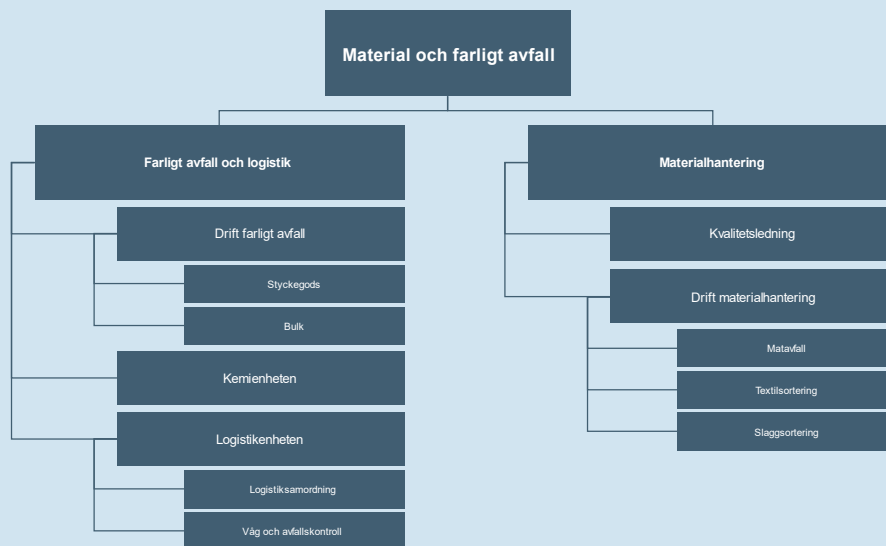 Material och farligt avfall
Farligt avfall och logistik
Drift farligt avfall
Styckegods
Bulk
Kemienheten
Logistikenheten
Logistiksamordning
Våg och avfallskontroll
Materialhantering
Kvalitetsledning
Drift materialhantering
Matavfall
Textilsortering
Slaggsortering